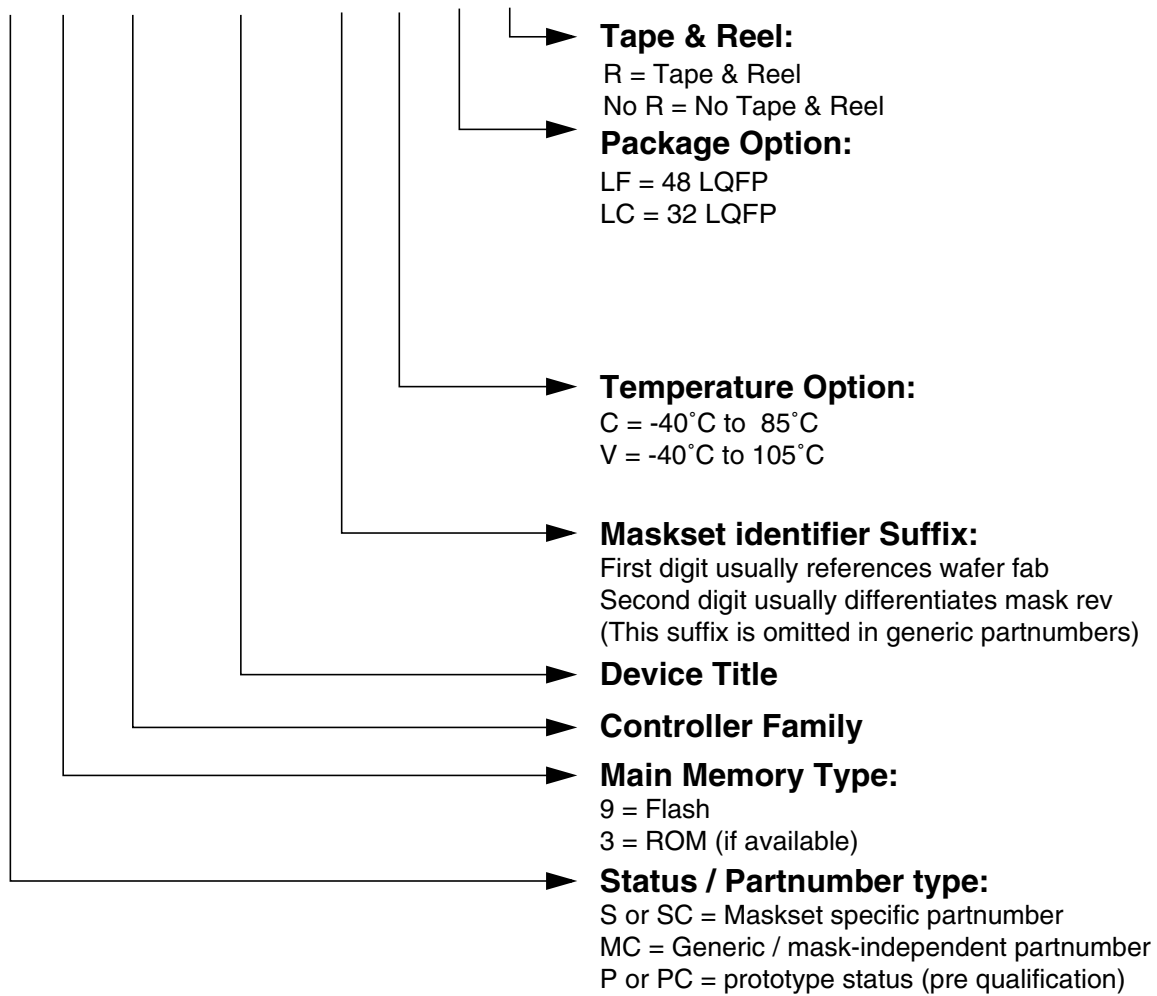 Tape & Reel:
R = Tape & Reel
No R = No Tape & Reel
Package Option:
LF = 48 LQFP
LC = 32 LQFP
Temperature Option:
C = -40˚C to  85˚C
V = -40˚C to 105˚C
Maskset identifier Suffix:
First digit usually references wafer fab
Second digit usually differentiates mask rev
(This suffix is omitted in generic partnumbers)
Device Title
Controller Family
Main Memory Type:
9 = Flash
3 = ROM (if available)
Status / Partnumber type:
S or SC = Maskset specific partnumber
MC = Generic / mask-independent partnumber
P or PC = prototype status (pre qualification)